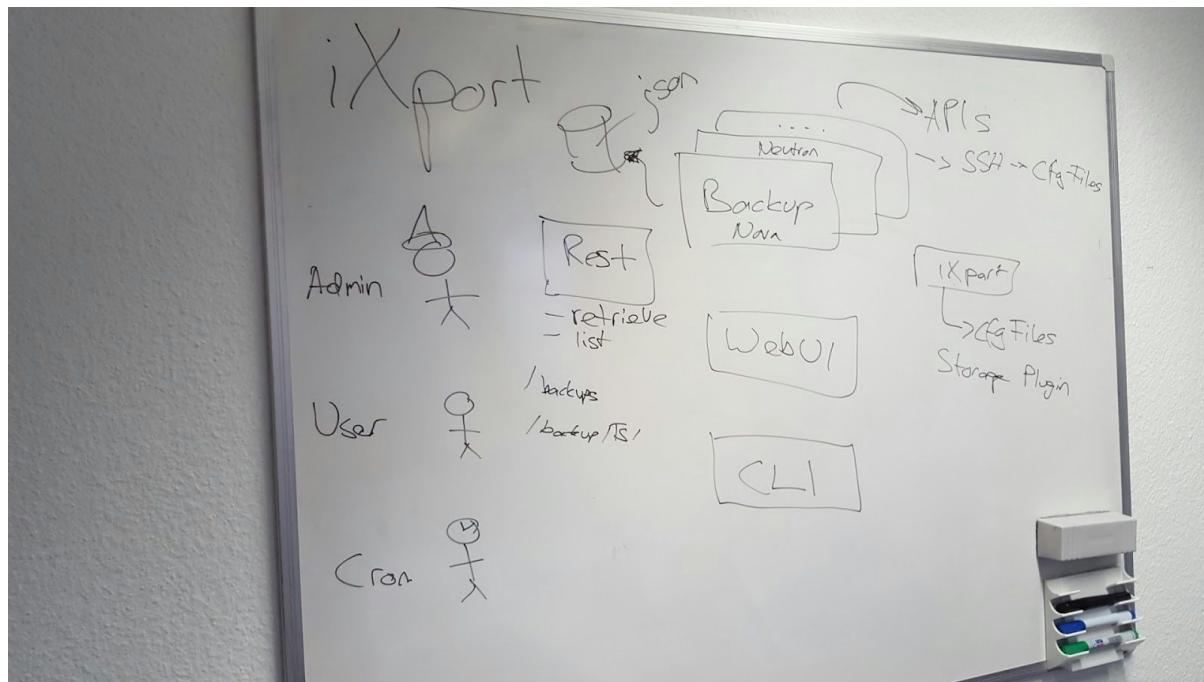 iXport
json
....
Neutron
Backup
Nova
APIs
SSH → Cfg-Files
Admin
Rest
- retrieve
- list
/backups
/backup/TS/
User
Cron
WebUI
CLI
iXport
Cfg Files
Storage Plugin